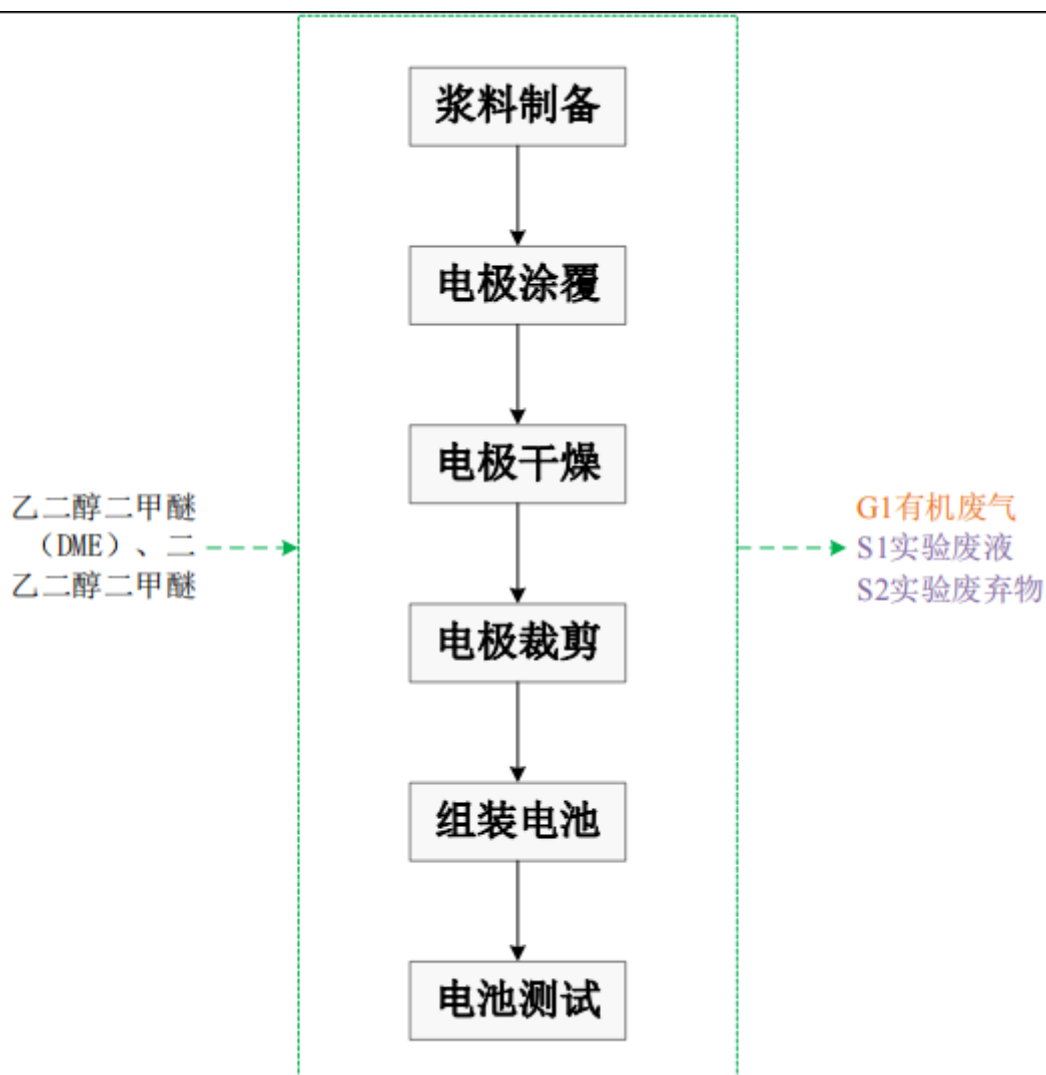 浆料制备
电极涂覆
电极干燥
乙二醇二甲醚
（DME）、二
乙二醇二甲醚
G1有机废气
S1实验废液
S2实验废弃物
电极裁剪
组装电池
电池测试